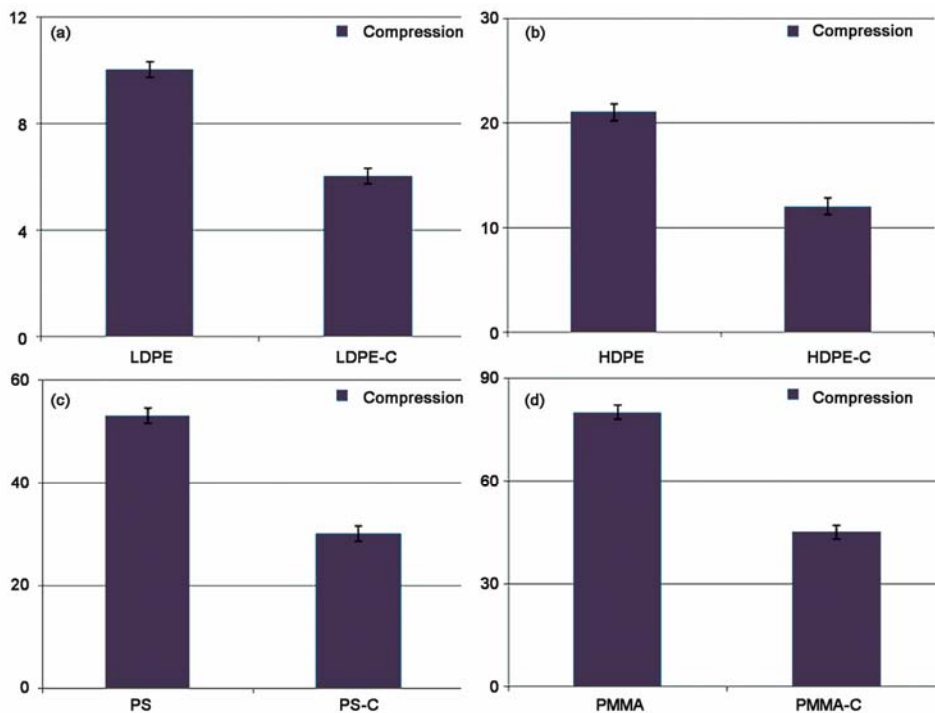 12
(a)
Compression
8
4
0
LDPE
LDPE-C
30
(b)
Compression
20
10
0
HDPE
HDPE-C
60
(c)
Compression
40
20
0
PS
PS-C
90
(d)
Compression
60
30
0
PMMA
PMMA-C